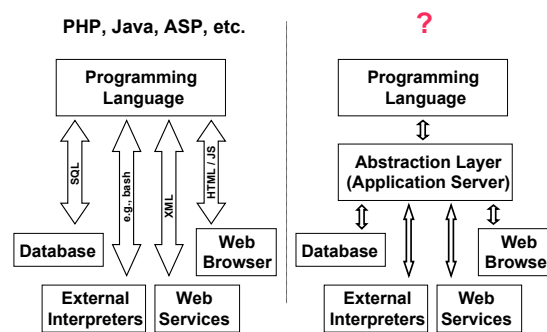 PHP, Java, ASP, etc.
Programming
Language
SQL
e.g., bash
XML
HTML / JS
Database
Web
Browser
External
Interpreters
Web
Services
?
Programming
Language
Abstraction Layer
(Application Server)
Database
Web
Browse
External
Interpreters
Web
Services